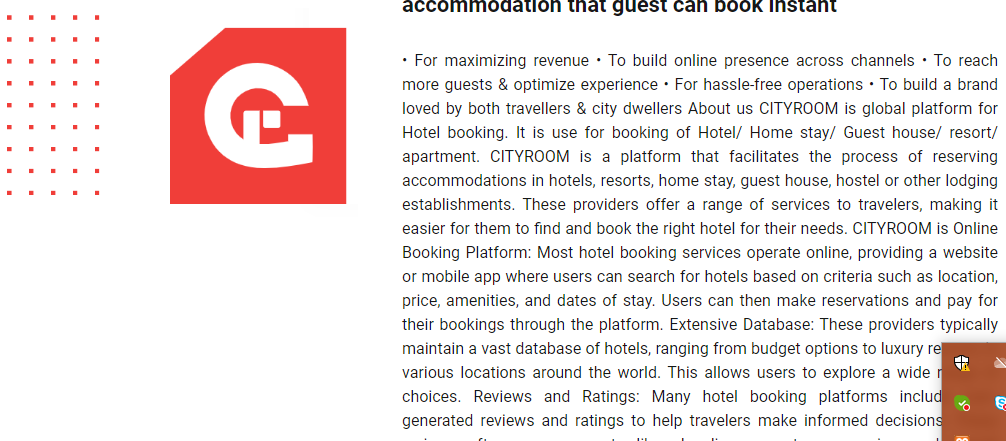 accommodation that guest can book instant
• For maximizing revenue • To build online presence across channels • To reach
more guests & optimize experience • For hassle-free operations • To build a brand
loved by both travellers & city dwellers About us CITYROOM is global platform for
Hotel booking. It is use for booking of Hotel/ Home stay/ Guest house/ resort/
apartment. CITYROOM is a platform that facilitates the process of reserving
accommodations in hotels, resorts, home stay, guest house, hostel or other lodging
establishments. These providers offer a range of services to travelers, making it
easier for them to find and book the right hotel for their needs. CITYROOM is Online
Booking Platform: Most hotel booking services operate online, providing a website
or mobile app where users can search for hotels based on criteria such as location,
price, amenities, and dates of stay. Users can then make reservations and pay for
their bookings through the platform. Extensive Database: These providers typically
maintain a vast database of hotels, ranging from budget options to luxury
various locations around the world. This allows users to explore a wide
choices. Reviews and Ratings: Many hotel booking platforms
generated reviews and ratings to help travelers make informed decisions